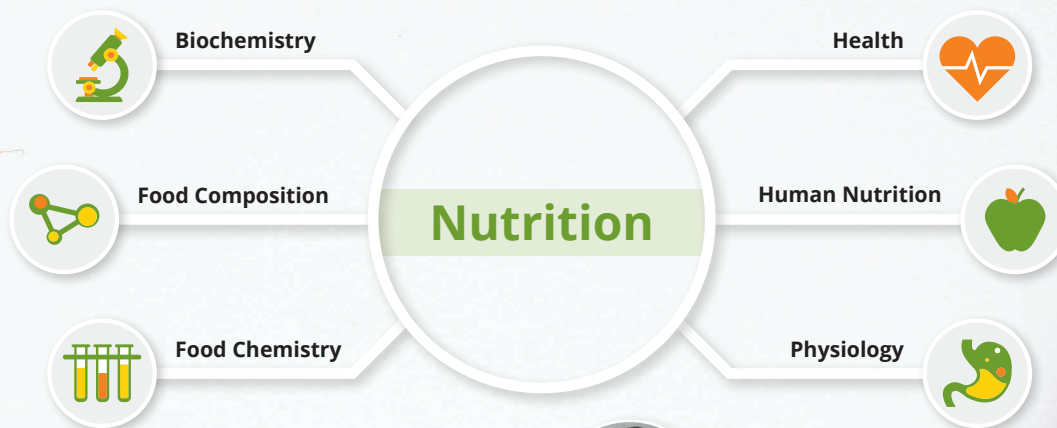 Biochemistry
Health
Food Composition
Human Nutrition
Nutrition
Food Chemistry
Physiology